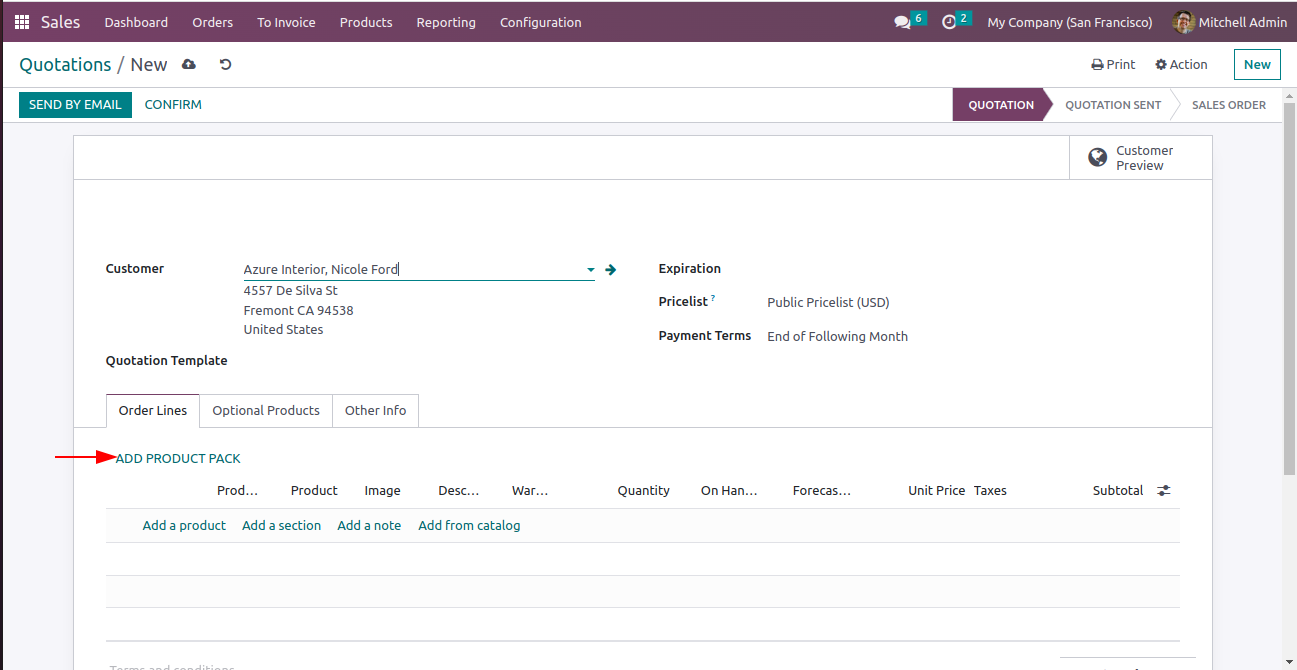 Sales Dashboard Orders To Invoice Products Reporting Configuration 6 2 My Company (San Francisco) Mitchell Admin
Quotations / New Print Action New
SEND BY EMAIL CONFIRM QUOTATION QUOTATION SENT SALES ORDER
Customer
Preview
Customer Azure Interior, Nicole Ford Expiration
4557 De Silva St
Fremont CA 94538 Pricelist ? Public Pricelist (USD)
United States
Payment Terms End of Following Month
Quotation Template
Order Lines Optional Products Other Info
ADD PRODUCT PACK
Prod... Product Image Desc... War... Quantity On Han... Forecas... Unit Price Taxes Subtotal
Add a product Add a section Add a note Add from catalog
Terms and conditions